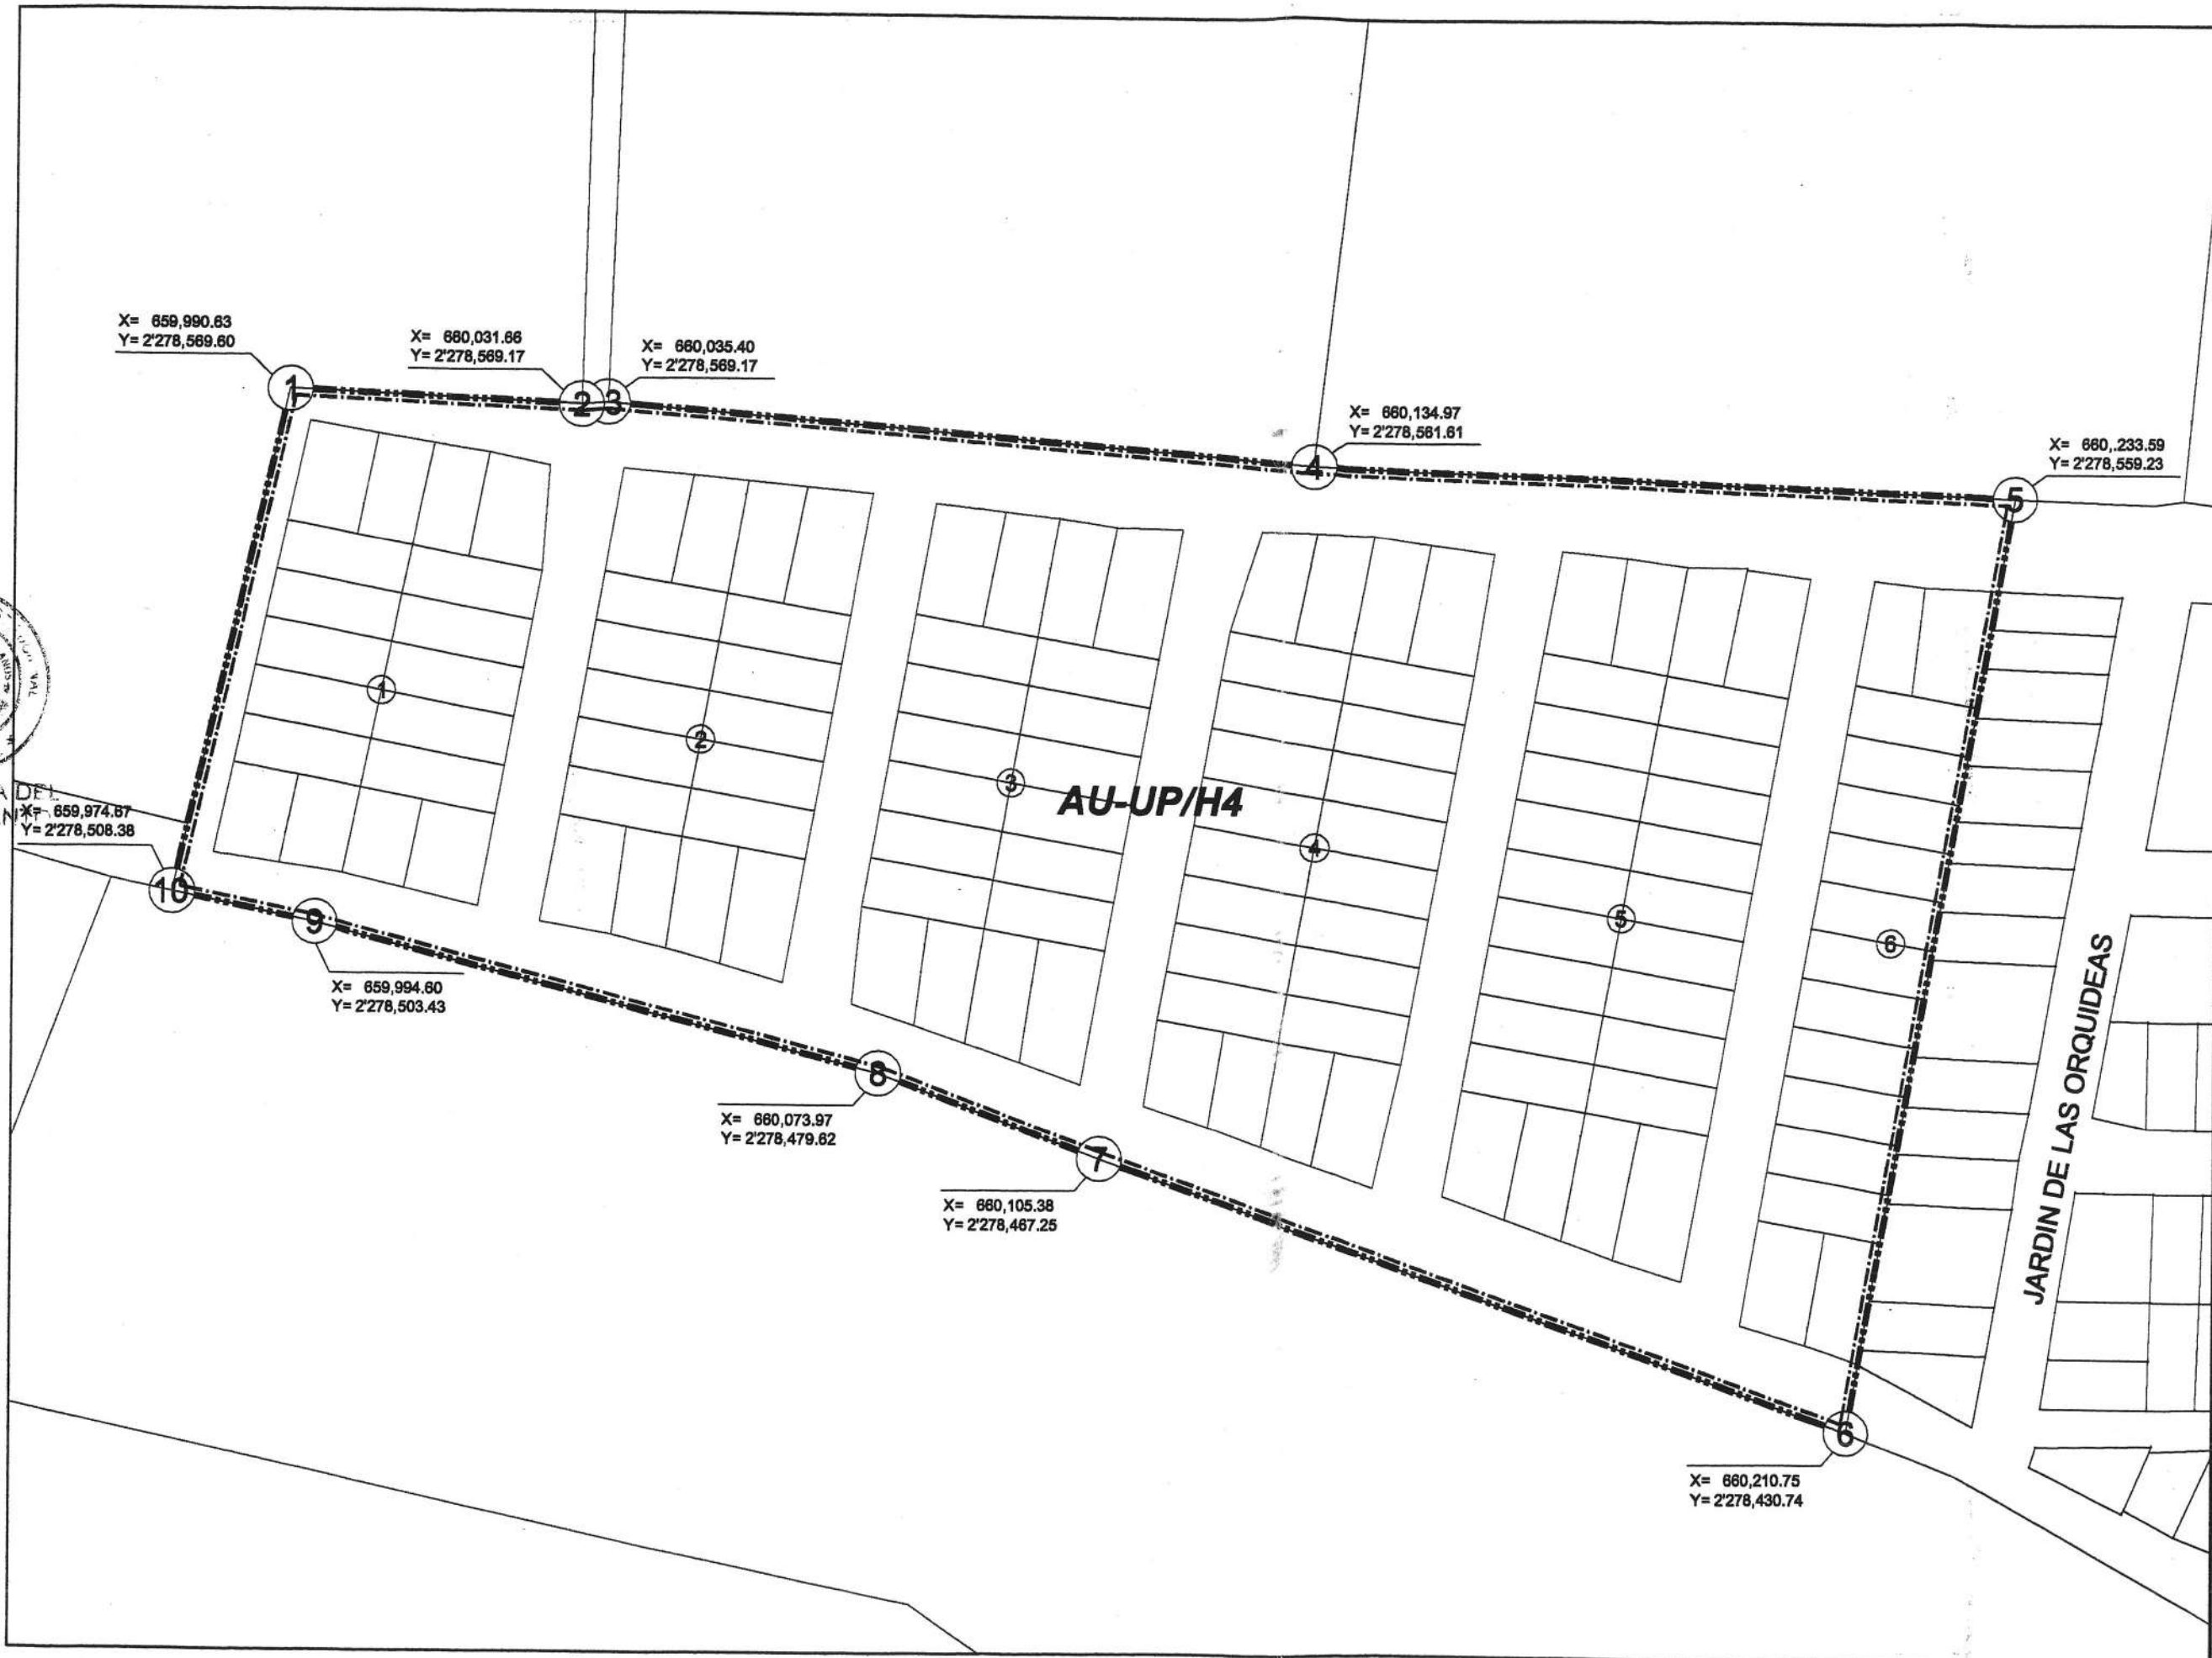 X= 659,990.63
Y= 2'278,569.60
X= 660,031.66
Y= 2'278,569.17
X= 660,035.40
Y= 2'278,569.17
X= 660,134.97
Y= 2'278,561.61
X= 660,.233.59
Y= 2'278,559.23
1
2
3
4
5
1
2
3
AU-UP/H4
4
5
6
JARDIN DE LAS ORQUIDEAS
DEL
X= 659,974.67
Y= 2'278,508.38
10
9
X= 659,994.60
Y= 2'278,503.43
8
X= 660,073.97
Y= 2'278,479.62
7
X= 660,105.38
Y= 2'278,467.25
6
X= 660,210.75
Y= 2'278,430.74